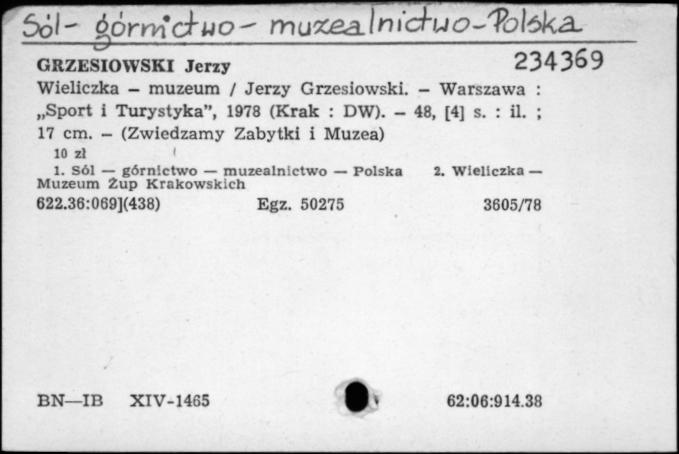 Sól - górnictwo - muzealnictwo - Polska
GRZESIOWSKI Jerzy 234369
Wieliczka – muzeum / Jerzy Grzesiowski. – Warszawa :
„Sport i Turystyka”, 1978 (Krak : DW). – 48, [4] s. : il. ;
17 cm. – (Zwiedzamy Zabytki i Muzea)
10 zł
1. Sól — górnictwo — muzealnictwo — Polska 2. Wieliczka —
Muzeum Żup Krakowskich
622.36:069](438) Egz. 50275 3605/78
BN—IB XIV-1465 62:06:914.38